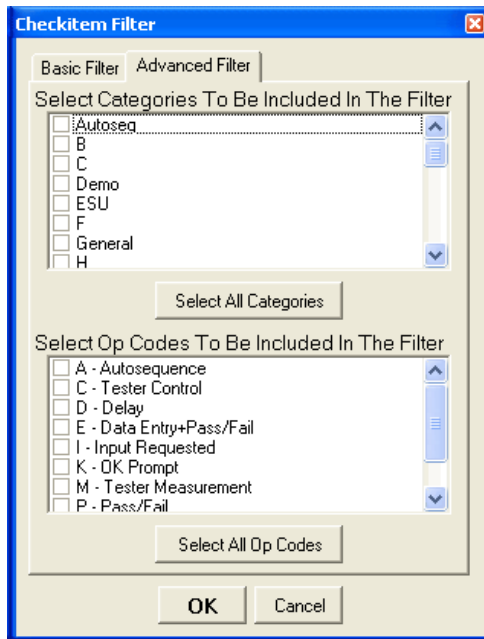 Checkitem Filter
Basic Filter
Advanced Filter
Select Categories To Be Included In The Filter
Autoseq
B
C
Demo
ESU
F
General
H
Select All Categories
Select Op Codes To Be Included In The Filter
A - Autosequence
C - Tester Control
D - Delay
E - Data Entry+Pass/Fail
I - Input Requested
K - OK Prompt
M - Tester Measurement
P - Pass/Fail
Select All Op Codes
OK
Cancel